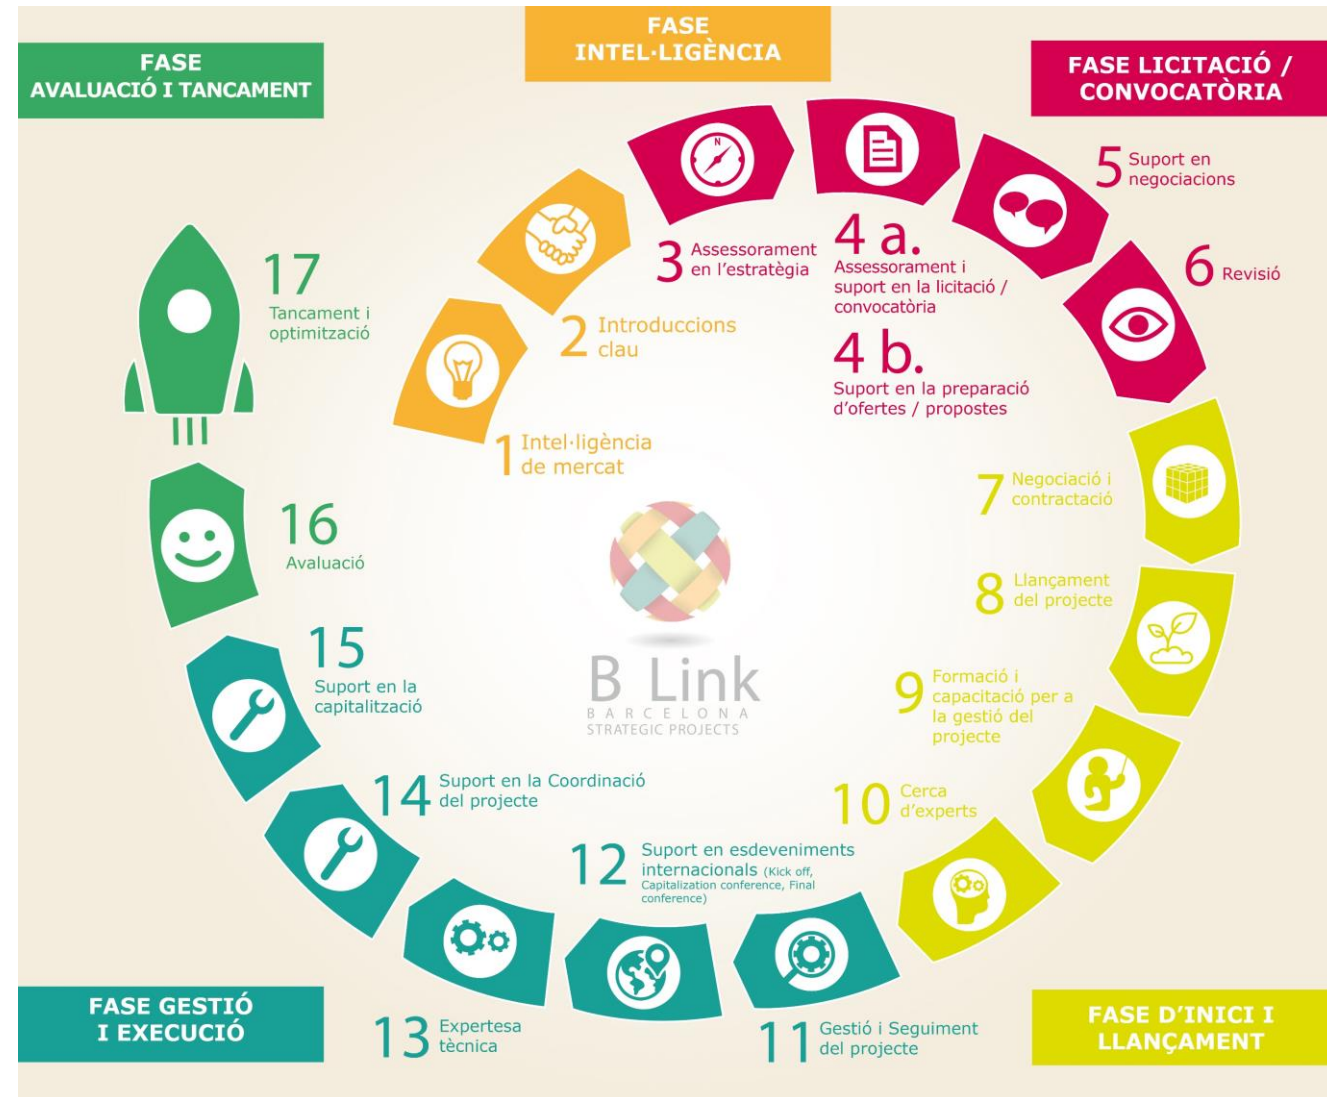 FASE
INTEL·LIGÈNCIA
FASE
AVALUACIÓ I TANCAMENT
FASE LICITACIÓ /
CONVOCATÒRIA
1 Intel·ligència
de mercat
2 Introduccions
clau
N
3 Assessorament
en l'estratègia
4 a.
Assessorament i
suport en la licitació /
convocatòria
4 b.
Suport en la preparació
d'ofertes / propostes
5 Suport en
negociacions
6 Revisió
7 Negociació i
contractació
8 Llançament
del projecte
9 Formació i
capacitació per a
la gestió del
projecte
10 Cerca
d'experts
11 Gestió i Seguiment
del projecte
12 Suport en esdeveniments
internacionals (Kick off,
Capitalization conference, Final
conference)
13 Expertesa
tècnica
14 Suport en la Coordinació
del projecte
15
Suport en la
capitalització
16
Avaluació
17
Tancament i
optimització
B Link
BARCELONA
STRATEGIC PROJECTS
FASE GESTIÓ
I EXECUCIÓ
FASE D'INICI I
LLANÇAMENT